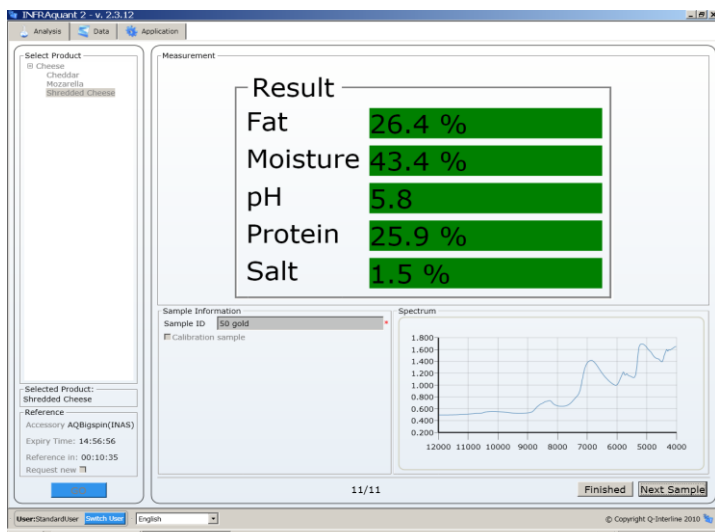 INFRAquant 2 - v. 2.3.12
Analysis Data Application
Select Product
Cheese
Cheddar
Mozarella
Shredded Cheese
Selected Product:
Shredded Cheese
Reference
Accessory AQBigspin(INAS)
Expiry Time: 14:56:56
Reference in: 00:10:35
Request new
Measurement
Result
Fat 26.4 %
Moisture 43.4 %
pH 5.8
Protein 25.9 %
Salt 1.5 %
Sample Information
Sample ID 50 gold *
Calibration sample
Spectrum
1.800
1.600
1.400
1.200
1.000
0.800
0.600
0.400
0.200
12000 11000 10000 9000 8000 7000 6000 5000 4000
11/11
Finished Next Sample
User:StandardUser Switch User English © Copyright Q-Interline 2010